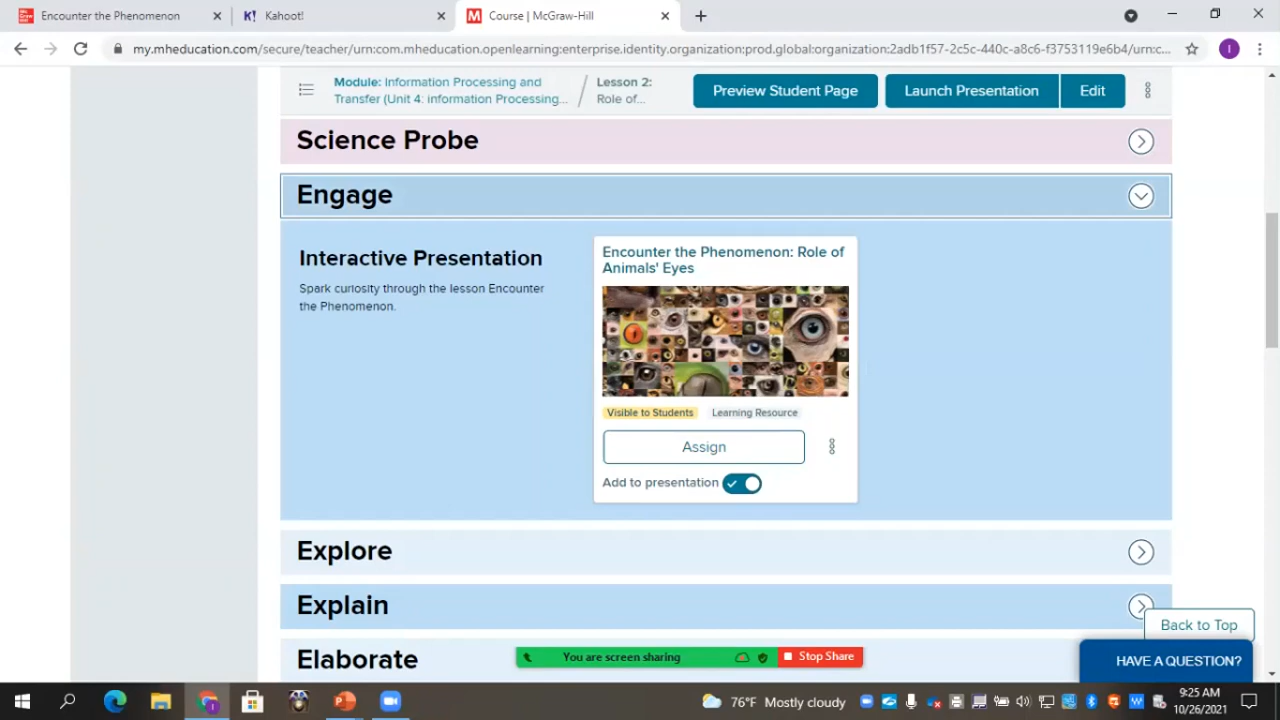 Encounter the Phenomenon
K! Kahoot!
Course | McGraw-Hill
my.mheducation.com/secure/teacher/urn:com.mheducation.openlearning:enterprise.identity.organization:prod.global:organization:2adb1f57-2c5c-440c-a8c6-f3753119e6b4/urn:c...
Module: Information Processing and
Transfer (Unit 4: information Processing...
Lesson 2:
Role of...
Preview Student Page
Launch Presentation
Edit
Science Probe
Engage
Interactive Presentation
Spark curiosity through the lesson Encounter
the Phenomenon.
Encounter the Phenomenon: Role of
Animals' Eyes
Visible to Students
Learning Resource
Assign
Add to presentation
Explore
Explain
Back to Top
Elaborate
You are screen sharing
Stop Share
HAVE A QUESTION?
76°F Mostly cloudy
9:25 AM
10/26/2021